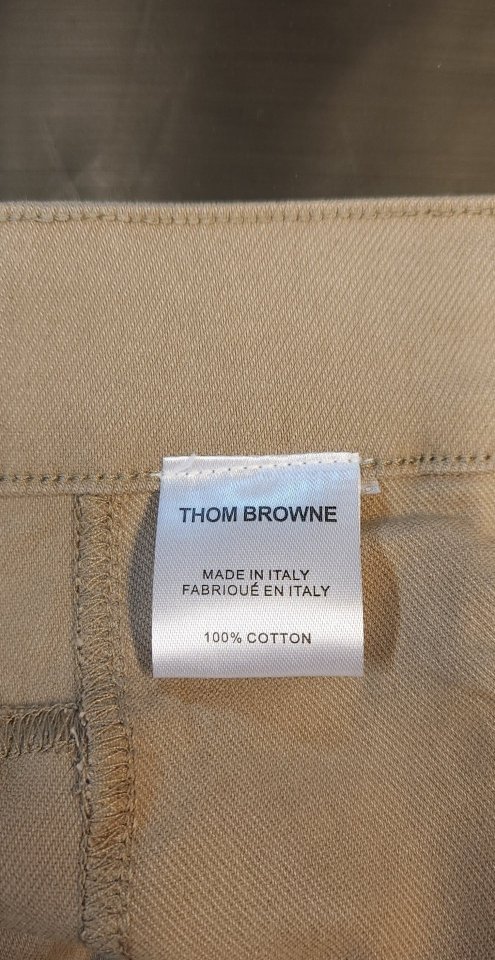 THOM BROWNE
MADE IN ITALY
FABRIOUÉ EN ITALY
100% COTTON